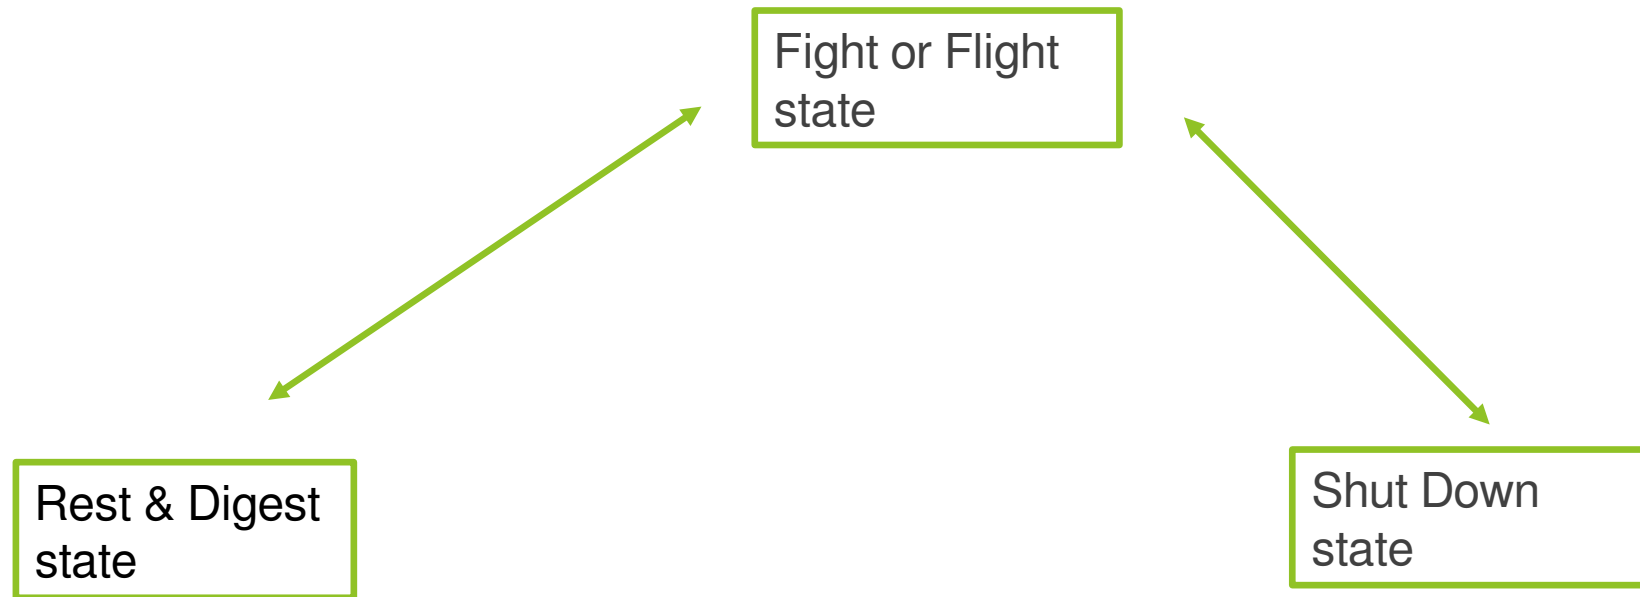 Fight or Flight
state
Rest & Digest
state
Shut Down
state